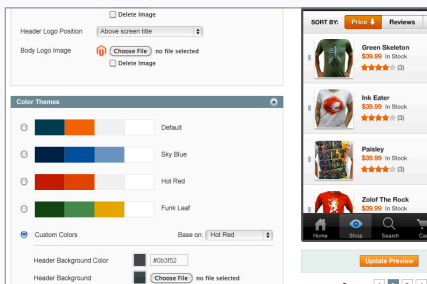 Delete Image
Header Logo Position
Above screen title
Body Logo Image
Choose File no file selected
Delete Image
Color Themes
Default
Sky Blue
Hot Red
Funk Leaf
Custom Colors
Base on: Hot Red
Header Background Color
#0b3f52
Header Background
Choose File no file selected
SORT BY: Price Reviews
Green Skeleton
$39.99 In Stock
(3)
Ink Eater
$39.99 In Stock
(3)
Paisley
$39.99 In Stock
(3)
Zolof The Rock
$39.99 In Stock
Home Shop Search Ca
Update Preview